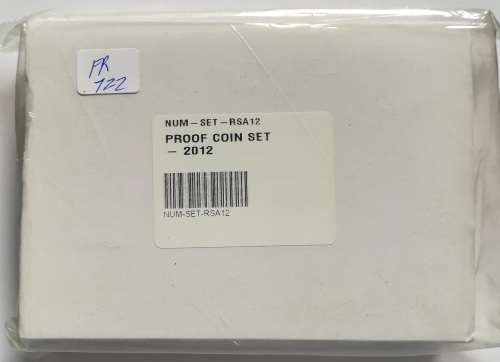 FR
722
NUM-SET-RSA12
PROOF COIN SET
- 2012
NUM-SET-RSA12